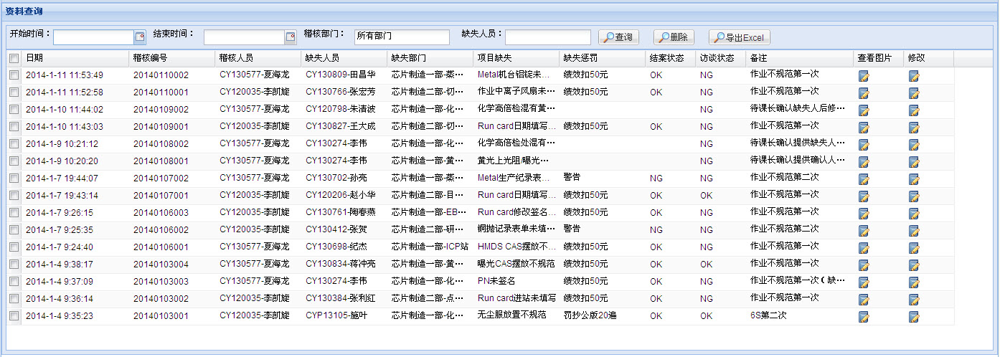 资料查询
开始时间： 结束时间： 稽核部门： 所有部门 缺失人员： 查询 删除 导出Excel
日期 稽核编号 稽核人员 缺失人员 缺失部门 项目缺失 缺失惩罚 结案状态 访谈状态 备注 查看图片 修改
2014-1-11 11:53:49 20140110002 CY130577-夏海龙 CY130809-田昌华 芯片制造一部-蒸… Metal机台铝锭未… 绩效扣50元 OK NG 作业不规范第一次
2014-1-11 11:52:58 20140110001 CY120035-李凯旋 CY130766-张宏芳 芯片制造二部-切… 作业中离子风扇未… 绩效扣50元 OK NG 作业不规范第一次
2014-1-10 11:44:02 20140109002 CY130577-夏海龙 CY120798-朱清波 芯片制造一部-化… 化学高倍检混有黄… NG 待课长确认缺失人后修…
2014-1-10 11:43:03 20140109001 CY120035-李凯旋 CY130827-王大成 芯片制造二部-切… Run card日期填写… 绩效扣50元 OK NG 作业不规范第一次
2014-1-9 10:21:12 20140108002 CY130577-夏海龙 CY130274-李伟 芯片制造一部-化… 化学高倍检处混有… NG 待课长确认提供缺失人…
2014-1-9 10:20:20 20140108001 CY120035-李凯旋 CY130274-李伟 芯片制造一部-黄… 黄光上光阻/曝光… NG 待课长确认提供确认人…
2014-1-7 19:44:07 20140107002 CY130577-夏海龙 CY130702-孙亮 芯片制造一部-蒸… Metal生产纪录表… 警告 NG NG 作业不规范第二次
2014-1-7 19:43:14 20140107001 CY120035-李凯旋 CY120206-赵小华 芯片制造二部-目… Run card日期填写… 绩效扣50元 OK OK 作业不规范第一次
2014-1-7 9:26:15 20140106003 CY120035-李凯旋 CY130761-陶春燕 芯片制造一部-EB… Run card修改签名… 绩效扣50元 OK NG 作业不规范第一次
2014-1-7 9:25:35 20140106002 CY120035-李凯旋 CY130412-张贺 芯片制造二部-研… 铜抛记录表单未填… 警告 NG NG 作业不规范第二次
2014-1-7 9:24:40 20140106001 CY120035-李凯旋 CY130698-纪杰 芯片制造一部-ICP站 HMDS CAS摆放不… 绩效扣50元 OK NG 作业不规范第一次
2014-1-4 9:38:17 20140103004 CY130577-夏海龙 CY130834-蒋冲亮 芯片制造一部-黄… 曝光CAS摆放不规范 绩效扣50元 OK OK 作业不规范第一次
2014-1-4 9:37:09 20140103003 CY130577-夏海龙 CY130274-李伟 芯片制造一部-化… PN未签名 绩效扣50元 OK NG 作业不规范第一次（缺…
2014-1-4 9:36:14 20140103002 CY120035-李凯旋 CY130384-张利红 芯片制造二部-点… Run card进站未填写 绩效扣50元 OK NG 作业不规范第一次
2014-1-4 9:35:23 20140103001 CY120035-李凯旋 CYP13105-施叶 芯片制造一部-化… 无尘服放置不规范 罚抄公版20遍 OK OK 6S第二次